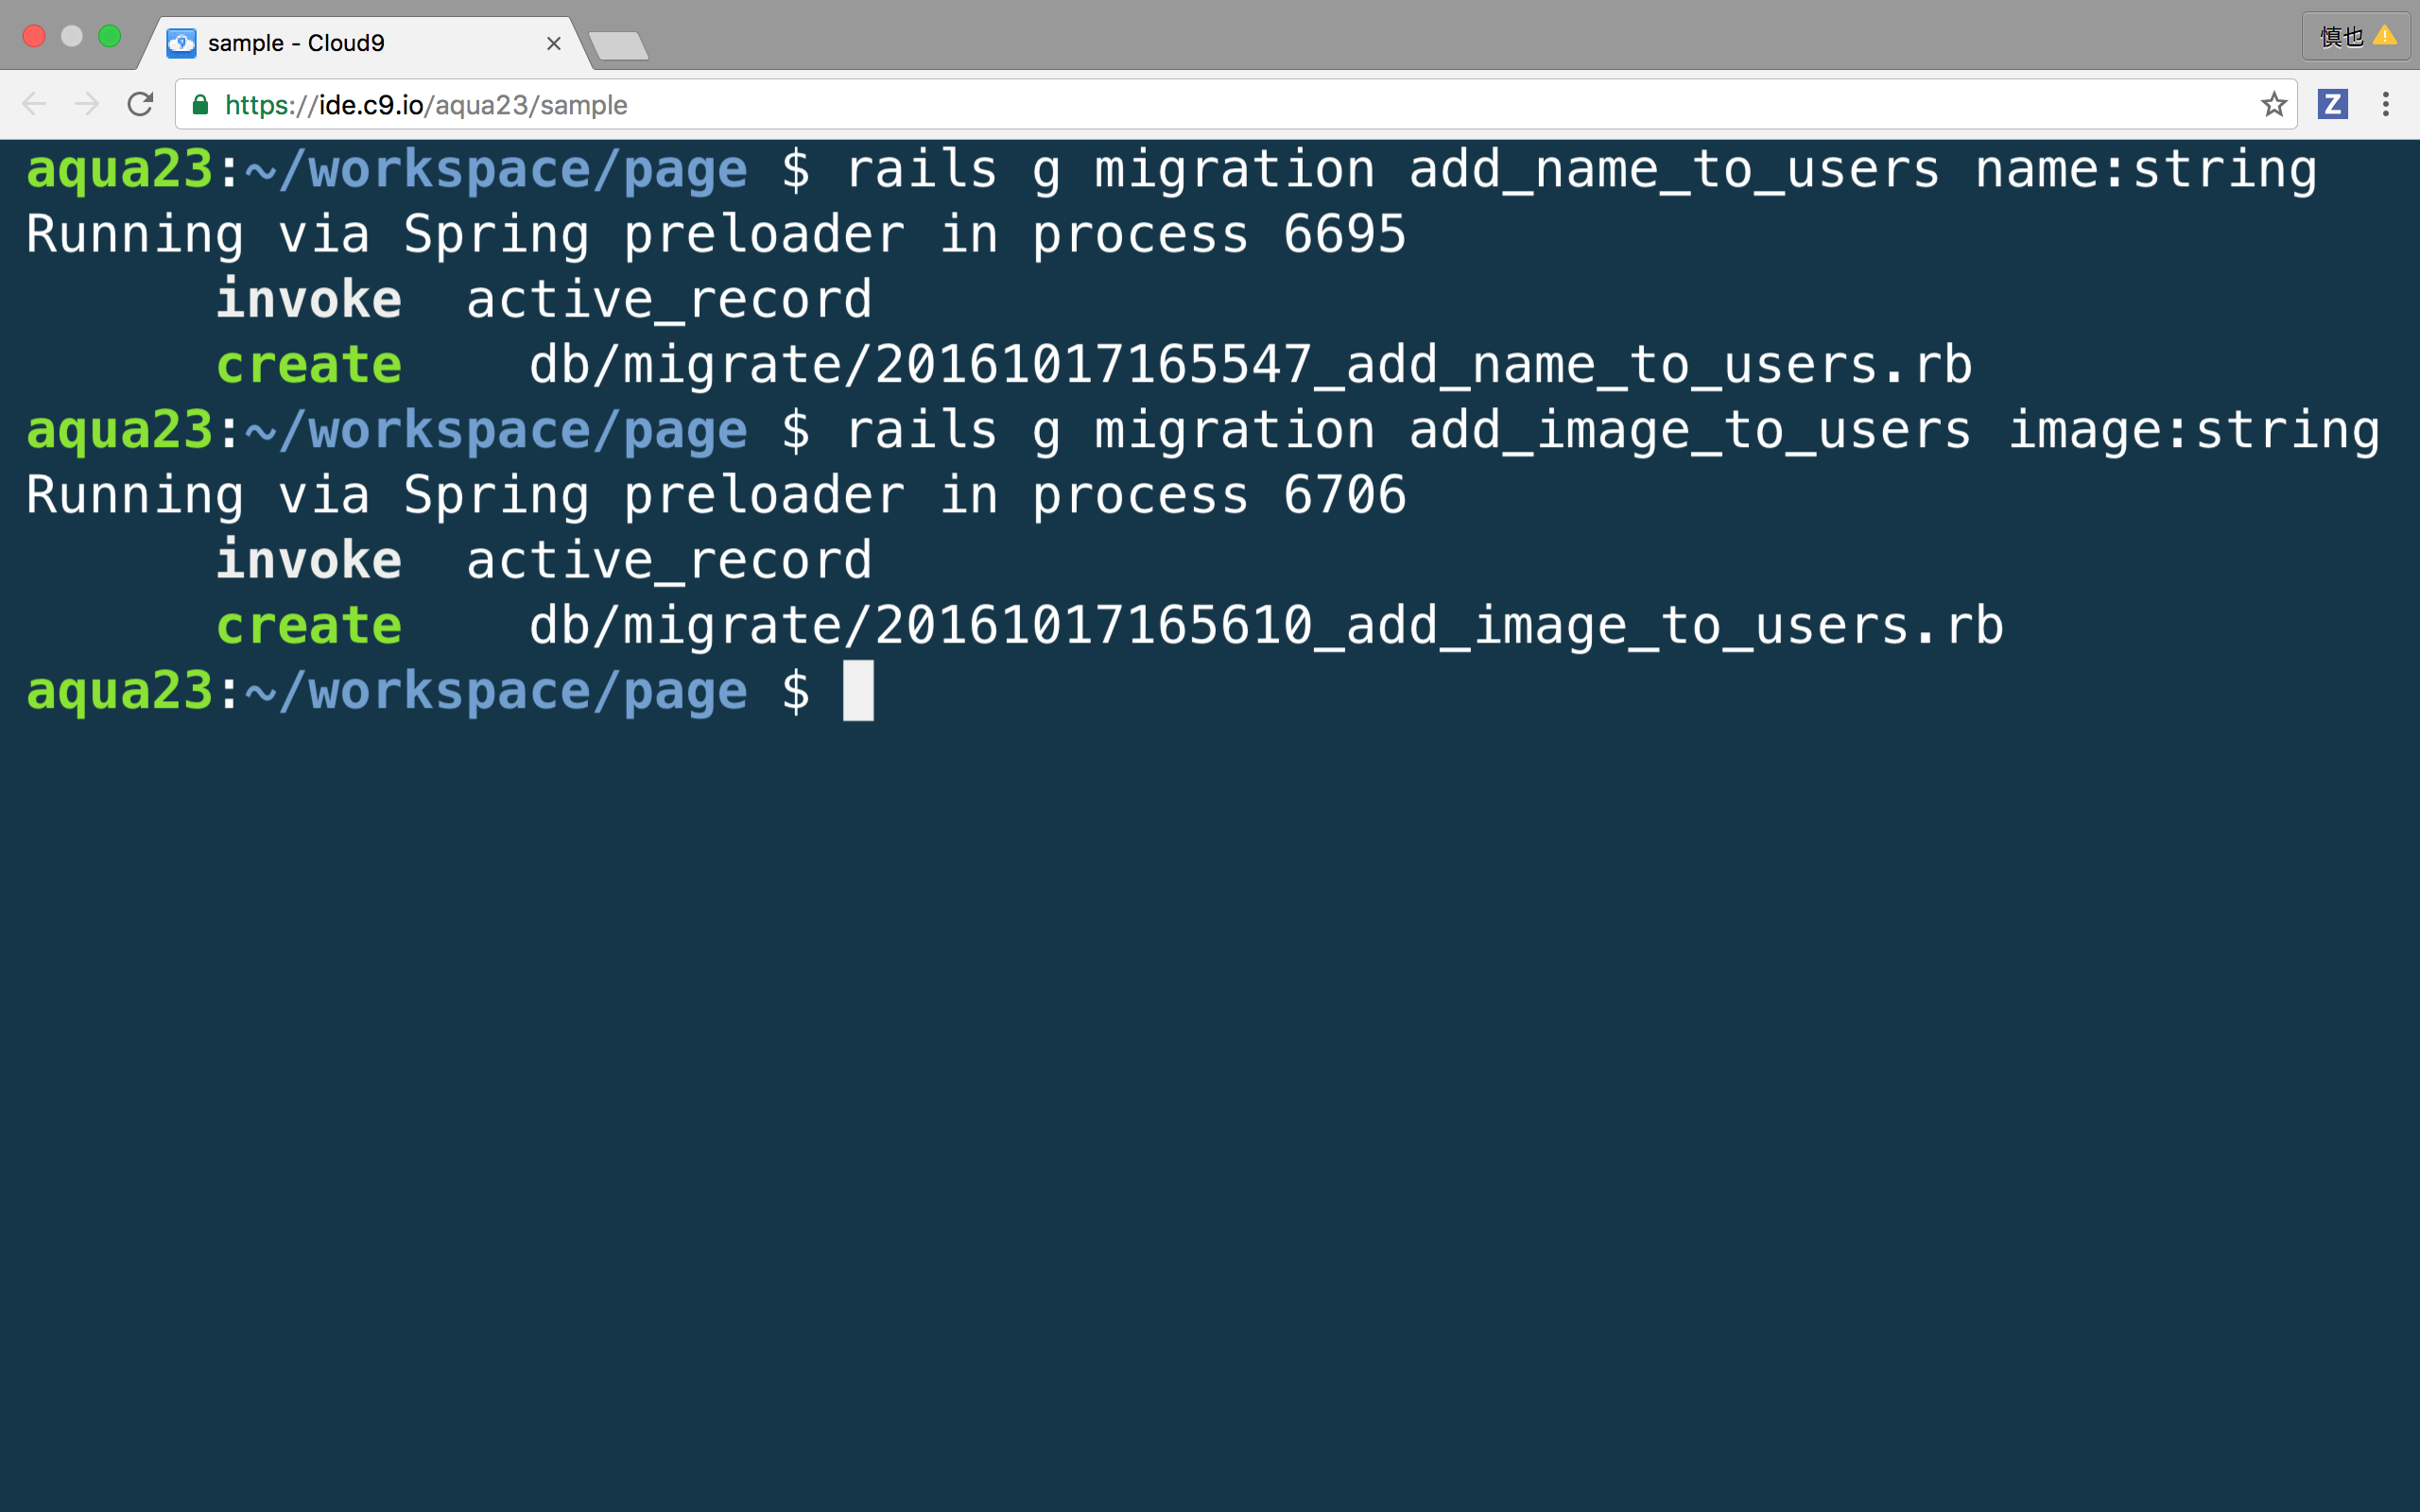 sample - Cloud9
慎也
https://ide.c9.io/aqua23/sample
Z
aqua23:~/workspace/page $ rails g migration add_name_to_users name:string
Running via Spring preloader in process 6695
      invoke  active_record
      create    db/migrate/20161017165547_add_name_to_users.rb
aqua23:~/workspace/page $ rails g migration add_image_to_users image:string
Running via Spring preloader in process 6706
      invoke  active_record
      create    db/migrate/20161017165610_add_image_to_users.rb
aqua23:~/workspace/page $